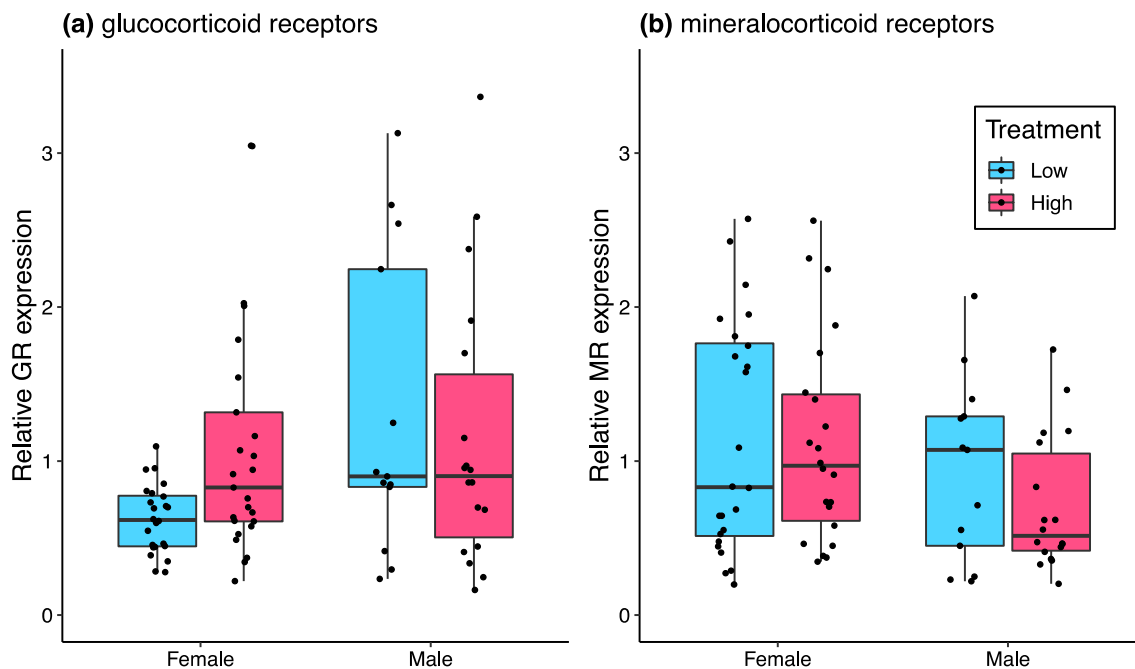 (a) glucocorticoid receptors
Relative GR expression
3
2
1
0
Female
Male
(b) mineralocorticoid receptors
Relative MR expression
3
2
1
0
Female
Male
Treatment
Low
High